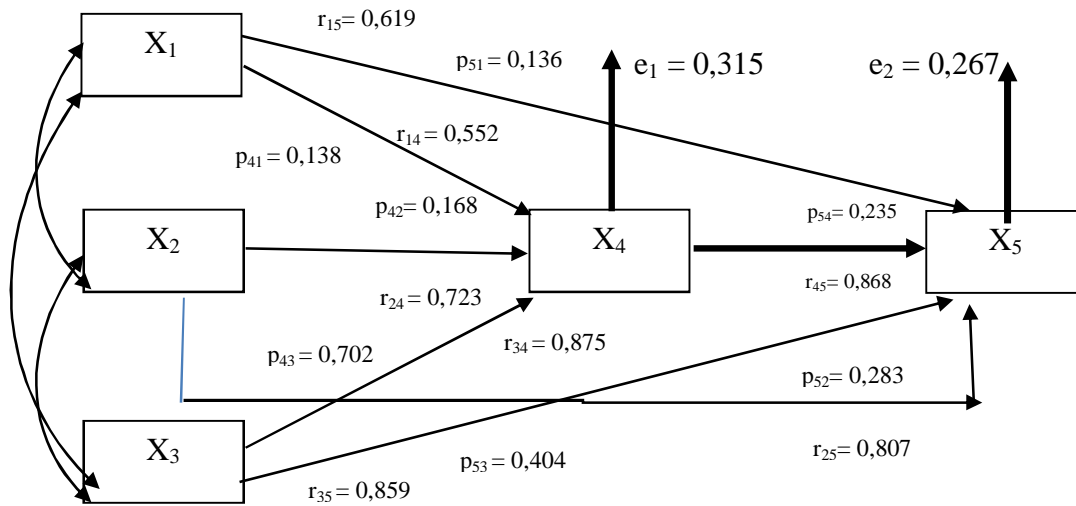 r₁₅= 0,619
X₁
p₅₁ = 0,136
e₁ = 0,315
e₂ = 0,267
r₁₄ = 0,552
p₄₁ = 0,138
p₄₂ = 0,168
p₅₄ = 0,235
X₂
X₄
X₅
r₄₅= 0,868
r₂₄ = 0,723
r₃₄ = 0,875
p₄₃ = 0,702
p₅₂ = 0,283
X₃
p₅₃ = 0,404
r₂₅ = 0,807
r₃₅ = 0,859